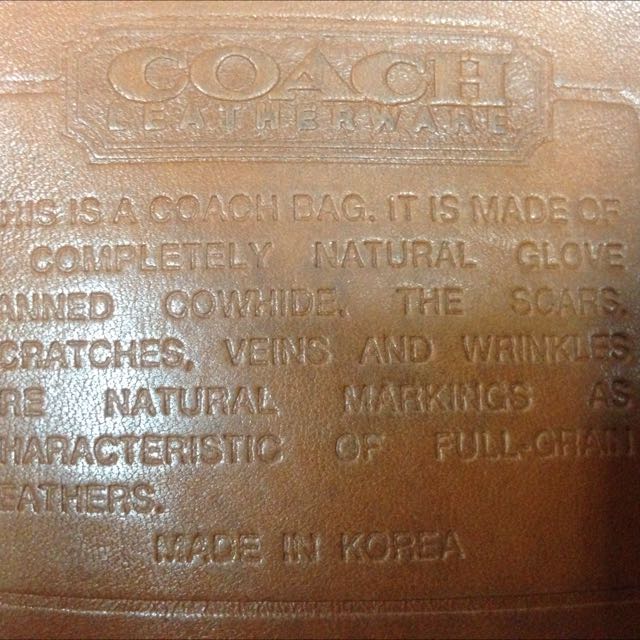 COACH
LEATHERWARE
HIS IS A COACH BAG. IT IS MADE OF
COMPLETELY NATURAL GLOVE
ANNED COWHIDE. THE SCARS,
CRATCHES, VEINS AND WRINKLES
RE NATURAL MARKINGS AS
HARACTERISTIC OF FULL-GRAIN
EATHERS.
MADE IN KOREA